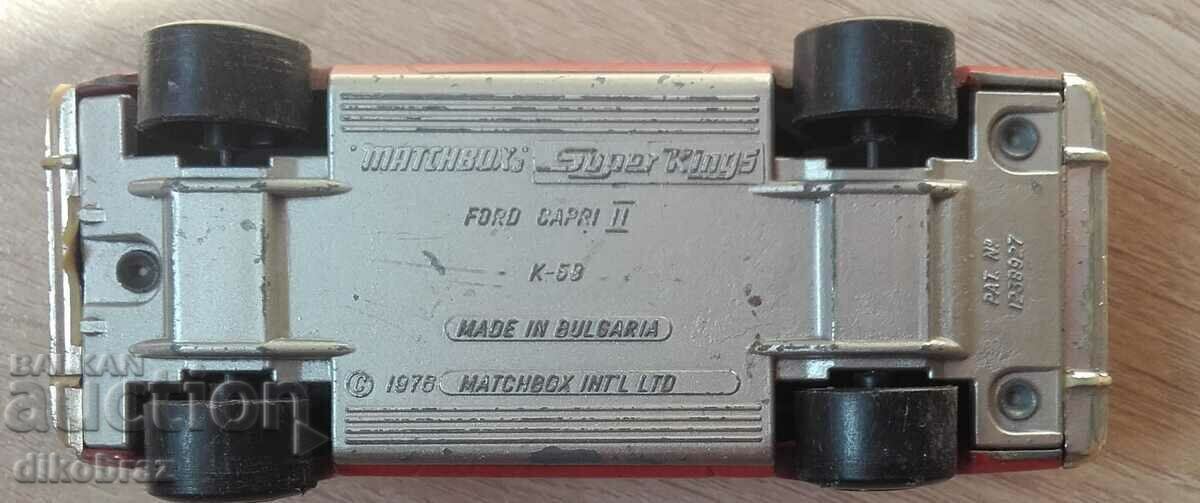 "MATCHBOX" Super Kings
FORD CAPRI II
K-59
MADE IN BULGARIA
© 1976 MATCHBOX INT'L LTD
PAT. Nº
1238927
BALKAN
auction
dikobraz